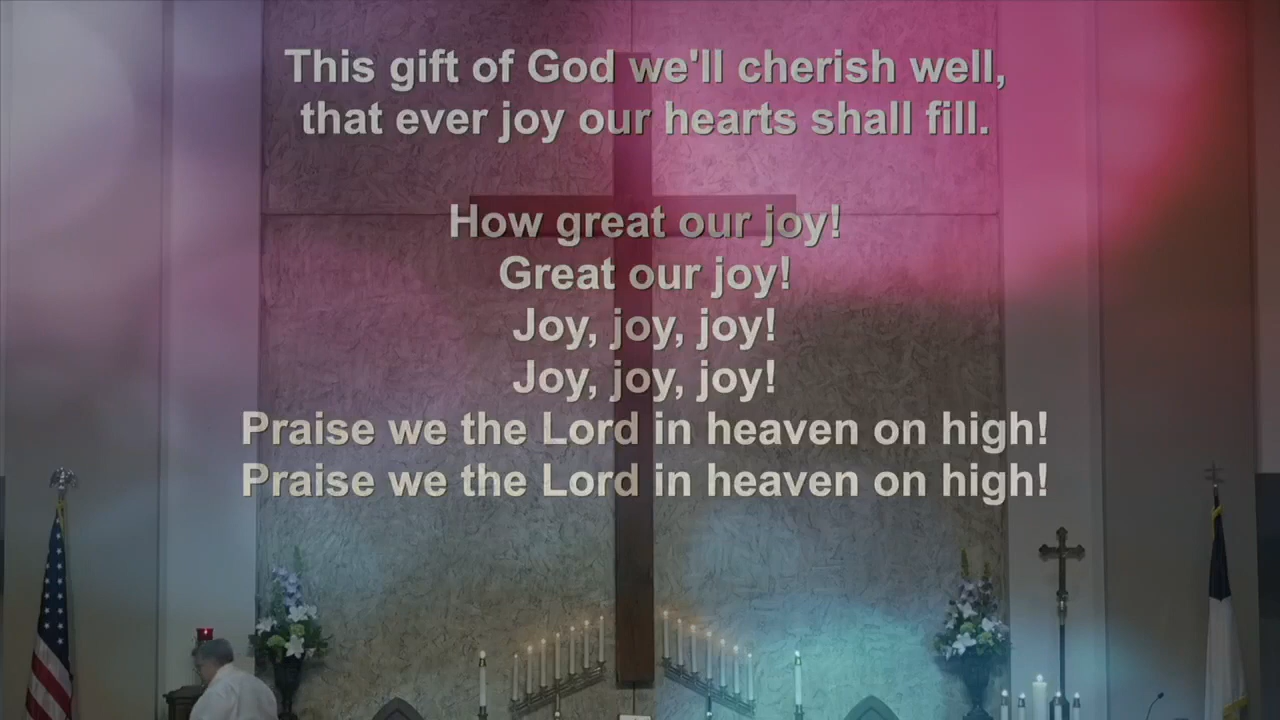 This gift of God we'll cherish well,
that ever joy our hearts shall fill.
How great our joy!
Great our joy!
Joy, joy, joy!
Joy, joy, joy!
Praise we the Lord in heaven on high!
Praise we the Lord in heaven on high!